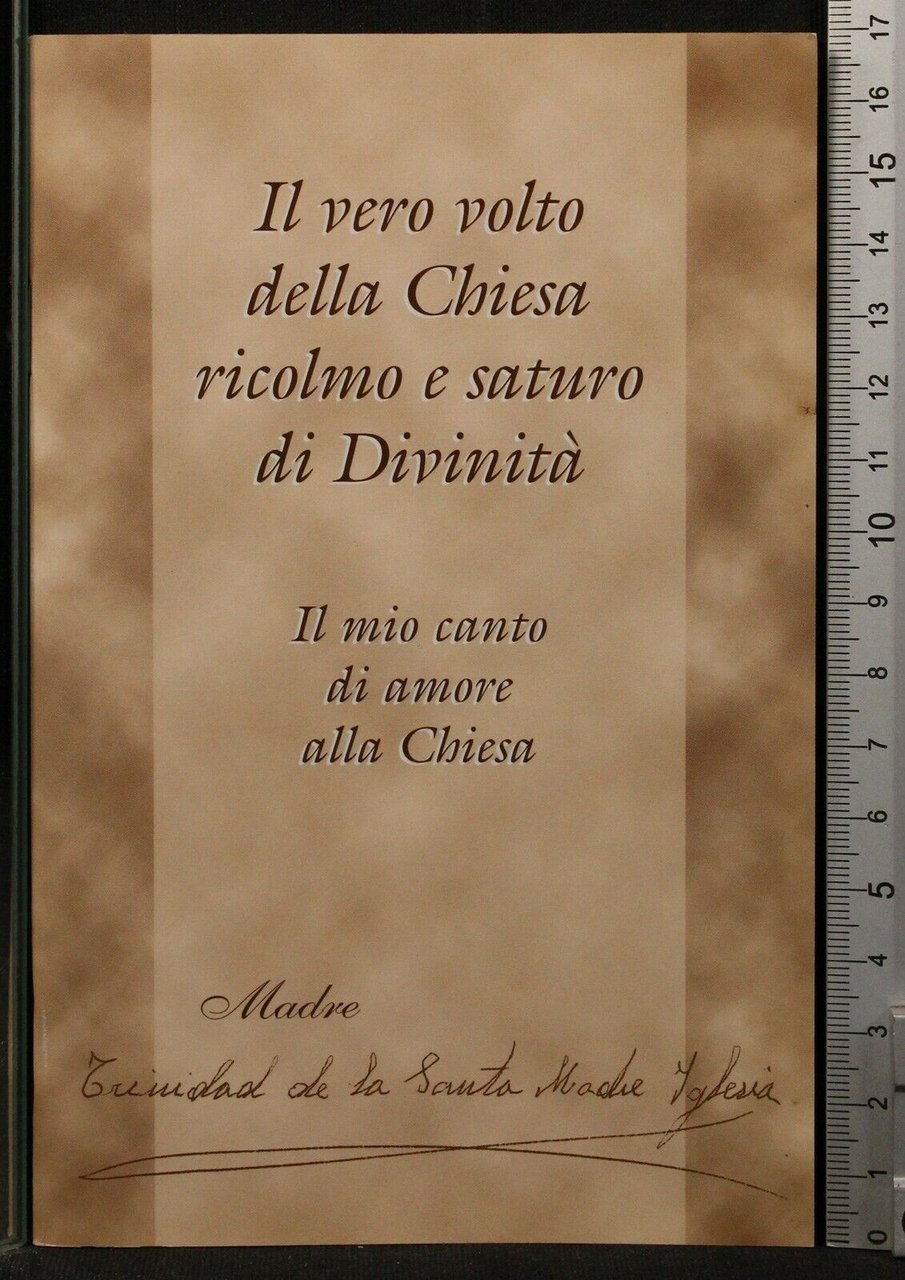 Il vero volto
della Chiesa
ricolmo e saturo
di Divinità
Il mio canto
di amore
alla Chiesa
Madre
Trinidad de la Santa Madre Iglesia
17
16
15
14
13
12
11
10
9
8
7
6
5
4
3
2
1
0